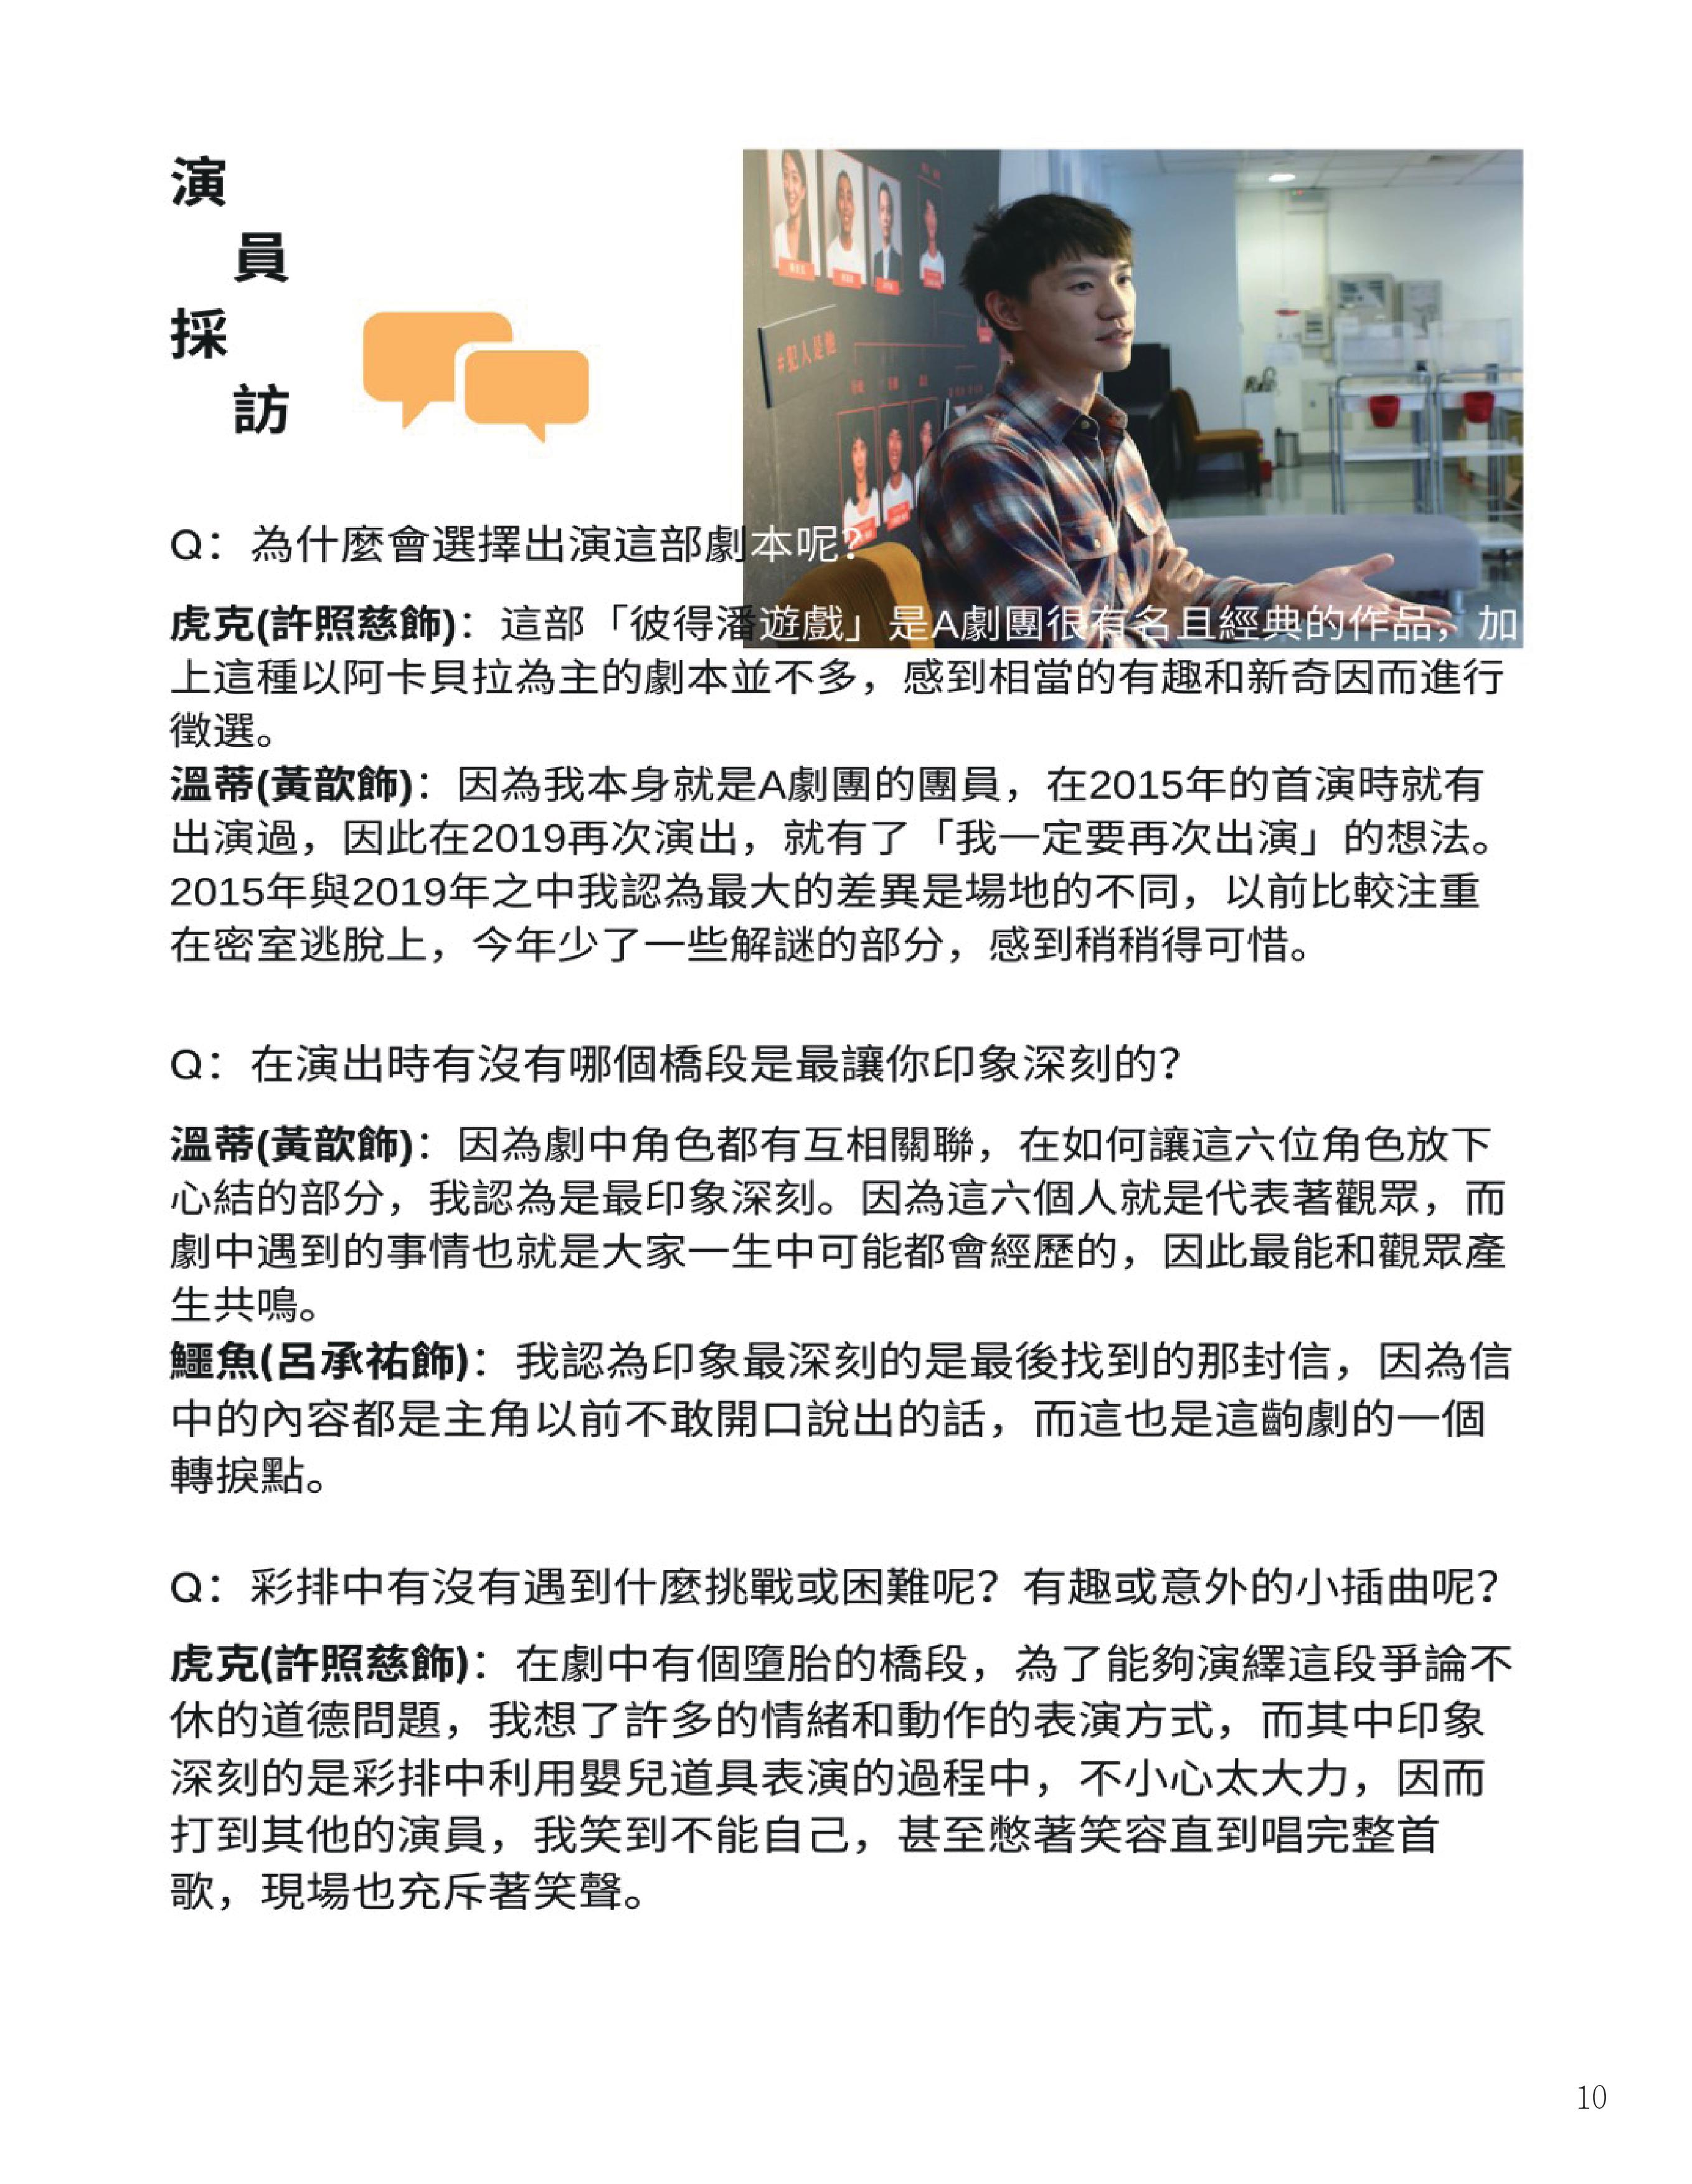 演
員
採
訪
#犯人是他
Q：為什麼會選擇出演這部劇本呢？
虎克(許照慈飾)：這部「彼得潘遊戲」是A劇團很有名且經典的作品，加
上這種以阿卡貝拉為主的劇本並不多，感到相當的有趣和新奇因而進行
徵選。
溫蒂(黃歆飾)：因為我本身就是A劇團的團員，在2015年的首演時就有
出演過，因此在2019再次演出，就有了「我一定要再次出演」的想法。
2015年與2019年之中我認為最大的差異是場地的不同，以前比較注重
在密室逃脫上，今年少了一些解謎的部分，感到稍稍得可惜。
Q：在演出時有沒有哪個橋段是最讓你印象深刻的？
溫蒂(黃歆飾)：因為劇中角色都有互相關聯，在如何讓這六位角色放下
心結的部分，我認為是最印象深刻。因為這六個人就是代表著觀眾，而
劇中遇到的事情也就是大家一生中可能都會經歷的，因此最能和觀眾產
生共鳴。
鱷魚(呂承祐飾)：我認為印象最深刻的是最後找到的那封信，因為信
中的內容都是主角以前不敢開口說出的話，而這也是這齣劇的一個
轉捩點。
Q：彩排中有沒有遇到什麼挑戰或困難呢？有趣或意外的小插曲呢？
虎克(許照慈飾)：在劇中有個墮胎的橋段，為了能夠演繹這段爭論不
休的道德問題，我想了許多的情緒和動作的表演方式，而其中印象
深刻的是彩排中利用嬰兒道具表演的過程中，不小心太大力，因而
打到其他的演員，我笑到不能自己，甚至憋著笑容直到唱完整首
歌，現場也充斥著笑聲。
10